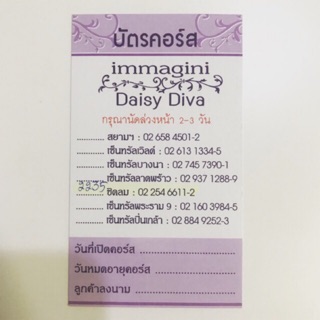 บัตรคอร์ส
immagini
Daisy Diva
กรุณานัดล่วงหน้า 2-3 วัน
............ สยามฯ : 02 658 4501-2
............ เซ็นทรัลเวิลด์ : 02 613 1334-5
............ เซ็นทรัลบางนา : 02 745 7390-1
............ เซ็นทรัลลาดพร้าว : 02 937 1288-9
2235 ชิดลม : 02 254 6611-2
............ เซ็นทรัลพระราม 9 : 02 160 3984-5
............ เซ็นทรัลปิ่นเกล้า : 02 884 9252-3
วันที่เปิดคอร์ส
วันหมดอายุคอร์ส
ลูกค้าลงนาม